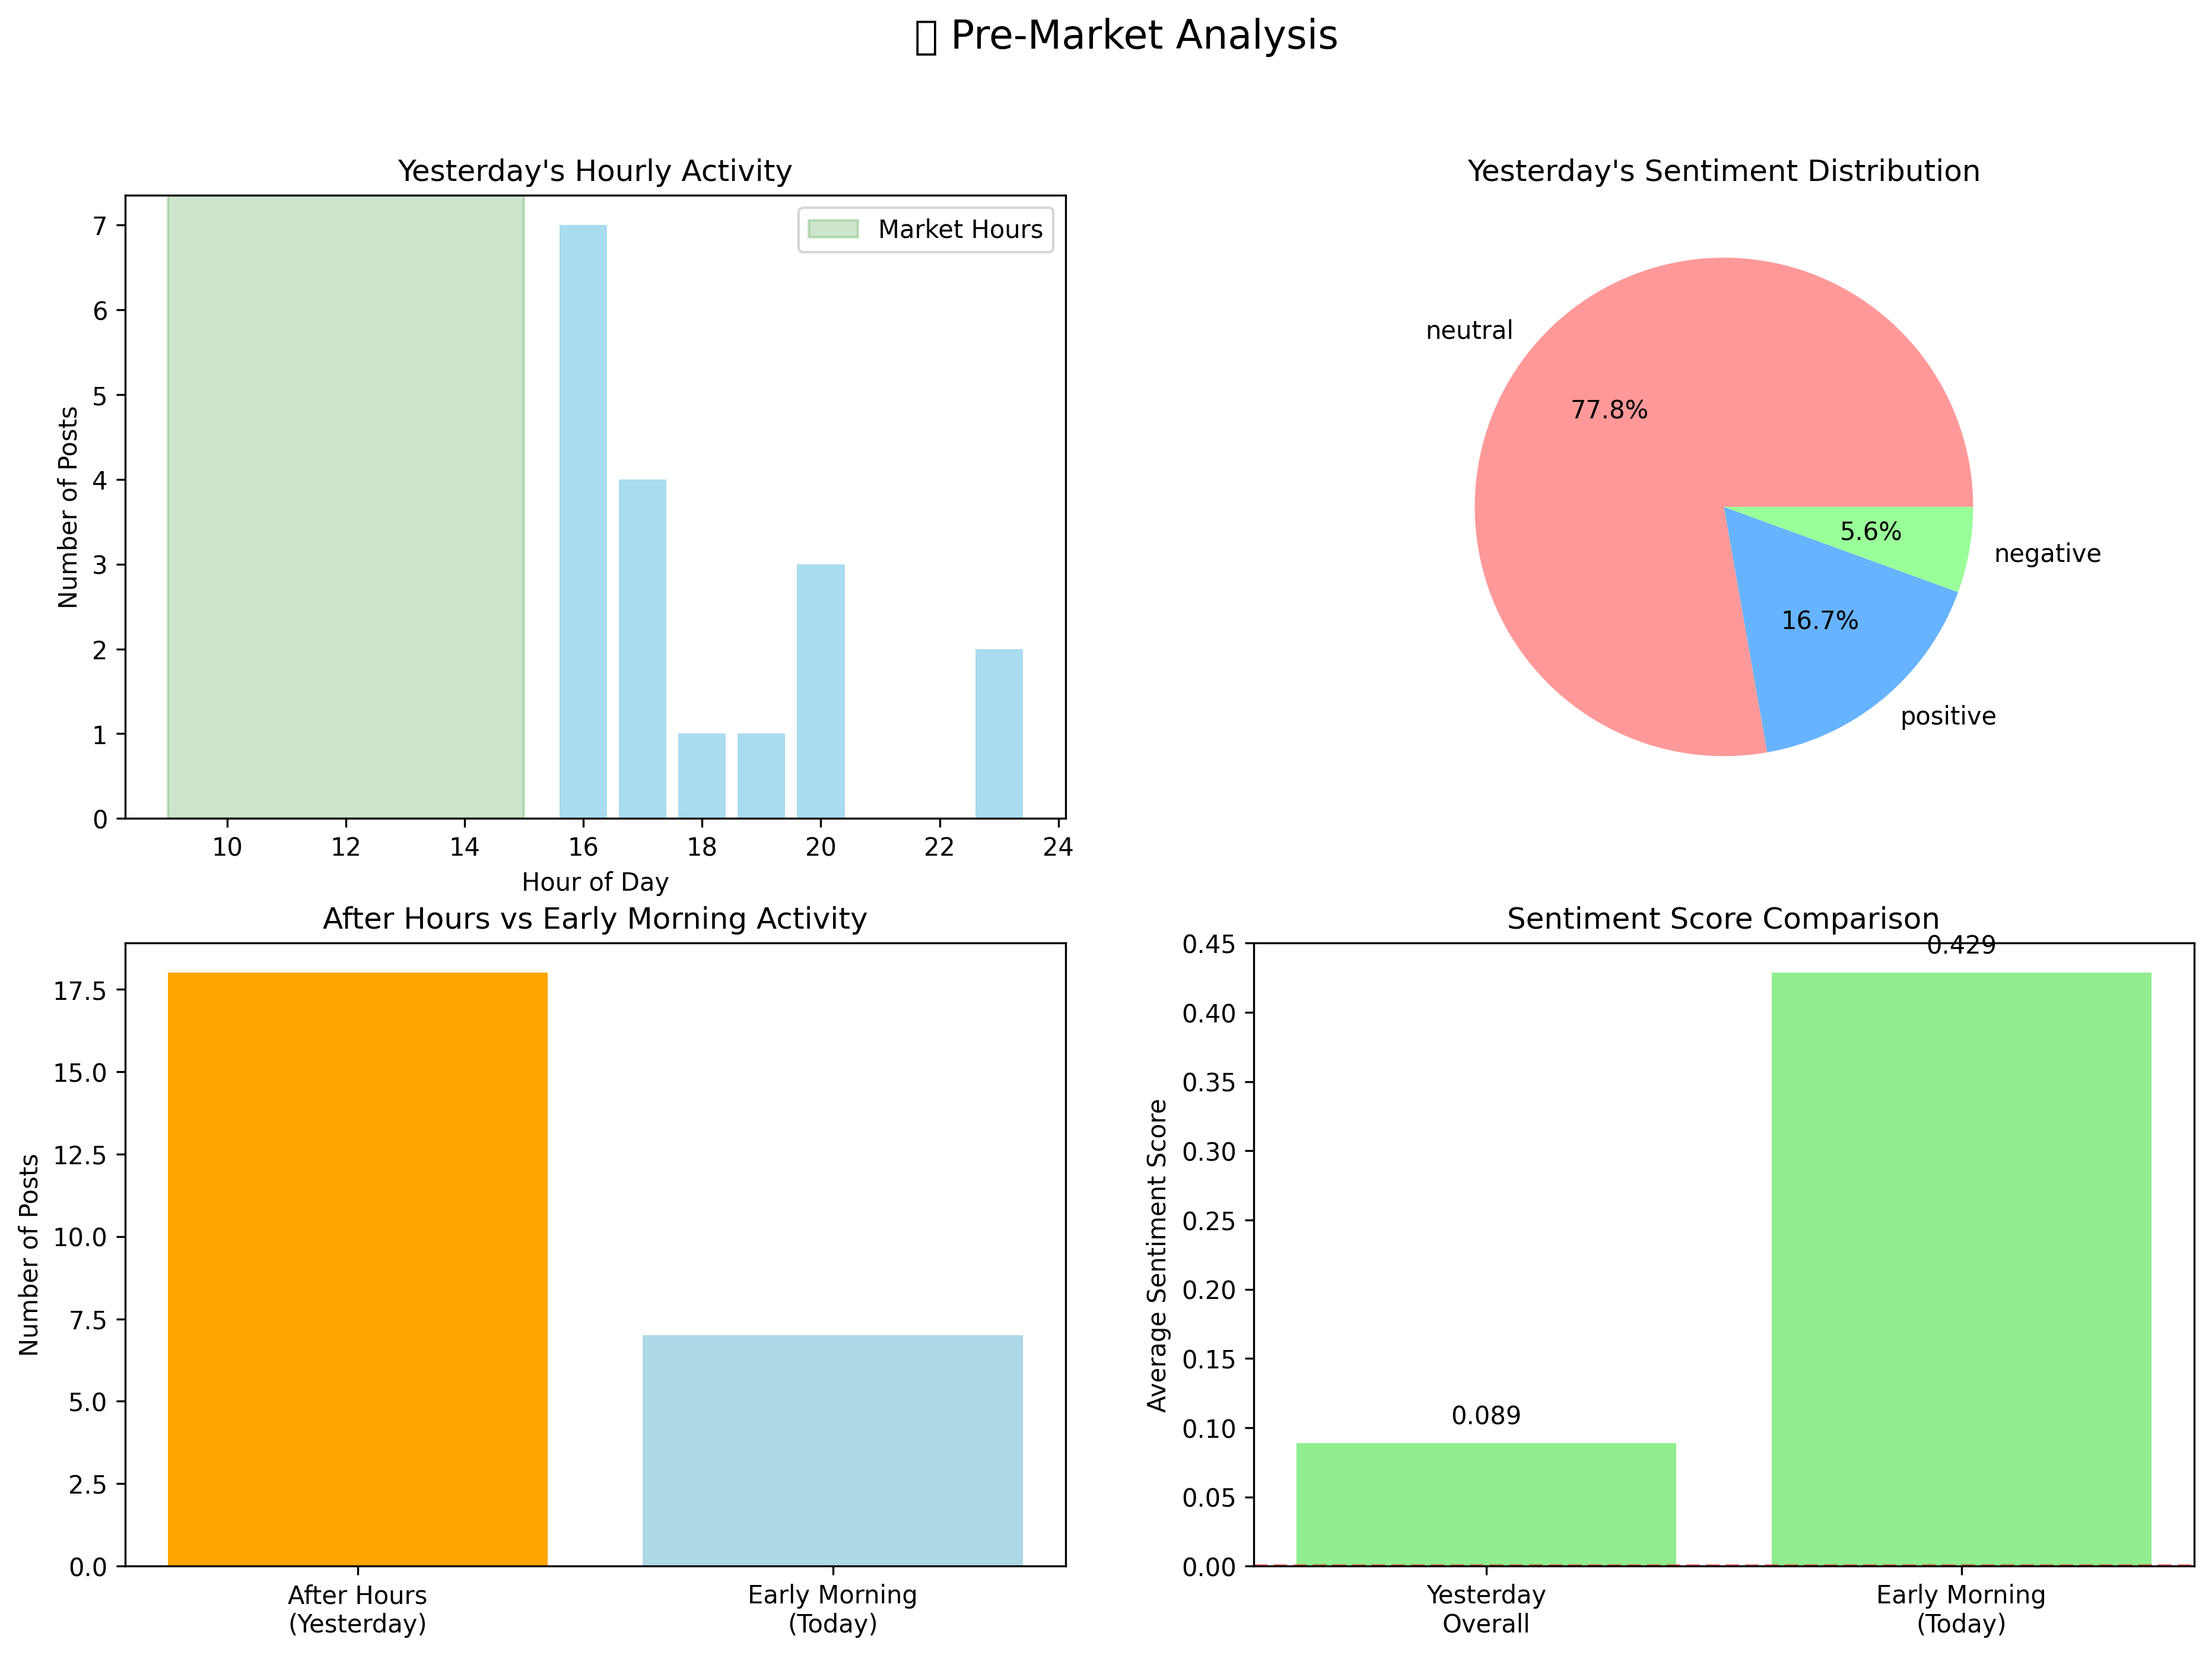 Pre-Market Analysis
Yesterday's Hourly Activity
Number of Posts
7
6
5
4
3
2
1
0
Market Hours
10 12 14 16 18 20 22 24
Hour of Day
Yesterday's Sentiment Distribution
neutral
77.8%
5.6%
negative
16.7%
positive
After Hours vs Early Morning Activity
Number of Posts
17.5
15.0
12.5
10.0
7.5
5.0
2.5
0.0
After Hours
(Yesterday)
Early Morning
(Today)
Sentiment Score Comparison
Average Sentiment Score
0.45
0.40
0.35
0.30
0.25
0.20
0.15
0.10
0.05
0.00
0.429
0.089
Yesterday
Overall
Early Morning
(Today)